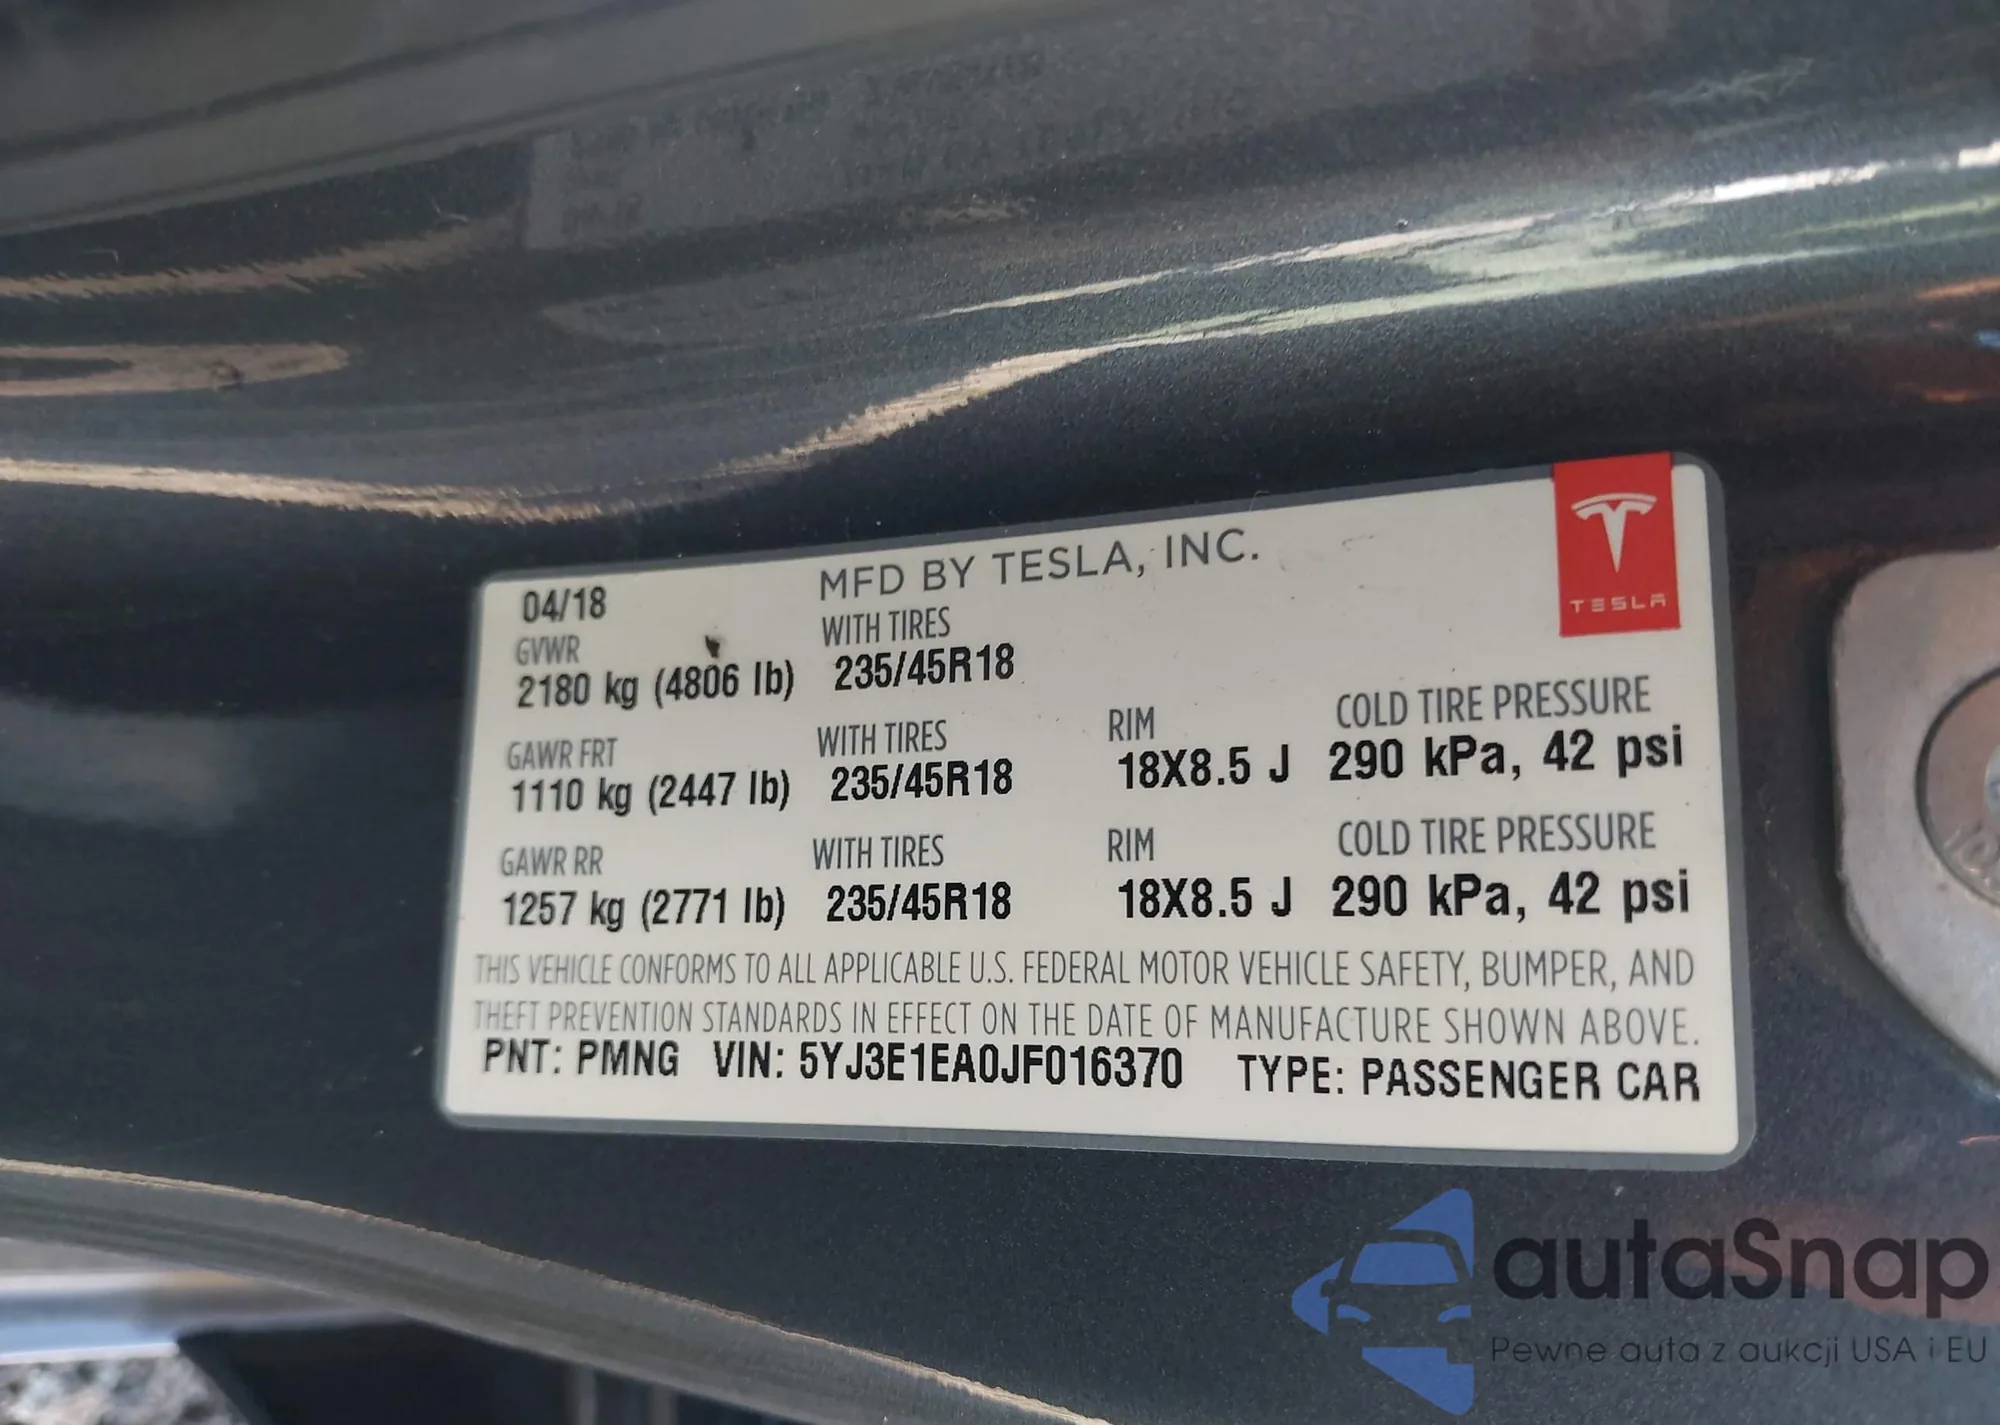 MFD BY TESLA, INC.
TESLA
04/18
GVWR WITH TIRES
2180 kg (4806 lb) 235/45R18
GAWR FRT WITH TIRES RIM COLD TIRE PRESSURE
1110 kg (2447 lb) 235/45R18 18X8.5 J 290 kPa, 42 psi
GAWR RR WITH TIRES RIM COLD TIRE PRESSURE
1257 kg (2771 lb) 235/45R18 18X8.5 J 290 kPa, 42 psi
THIS VEHICLE CONFORMS TO ALL APPLICABLE U.S. FEDERAL MOTOR VEHICLE SAFETY, BUMPER, AND
THEFT PREVENTION STANDARDS IN EFFECT ON THE DATE OF MANUFACTURE SHOWN ABOVE.
PNT: PMNG VIN: 5YJ3E1EA0JF016370 TYPE: PASSENGER CAR
autaSnap
Pewne auta z aukcji USA i EU